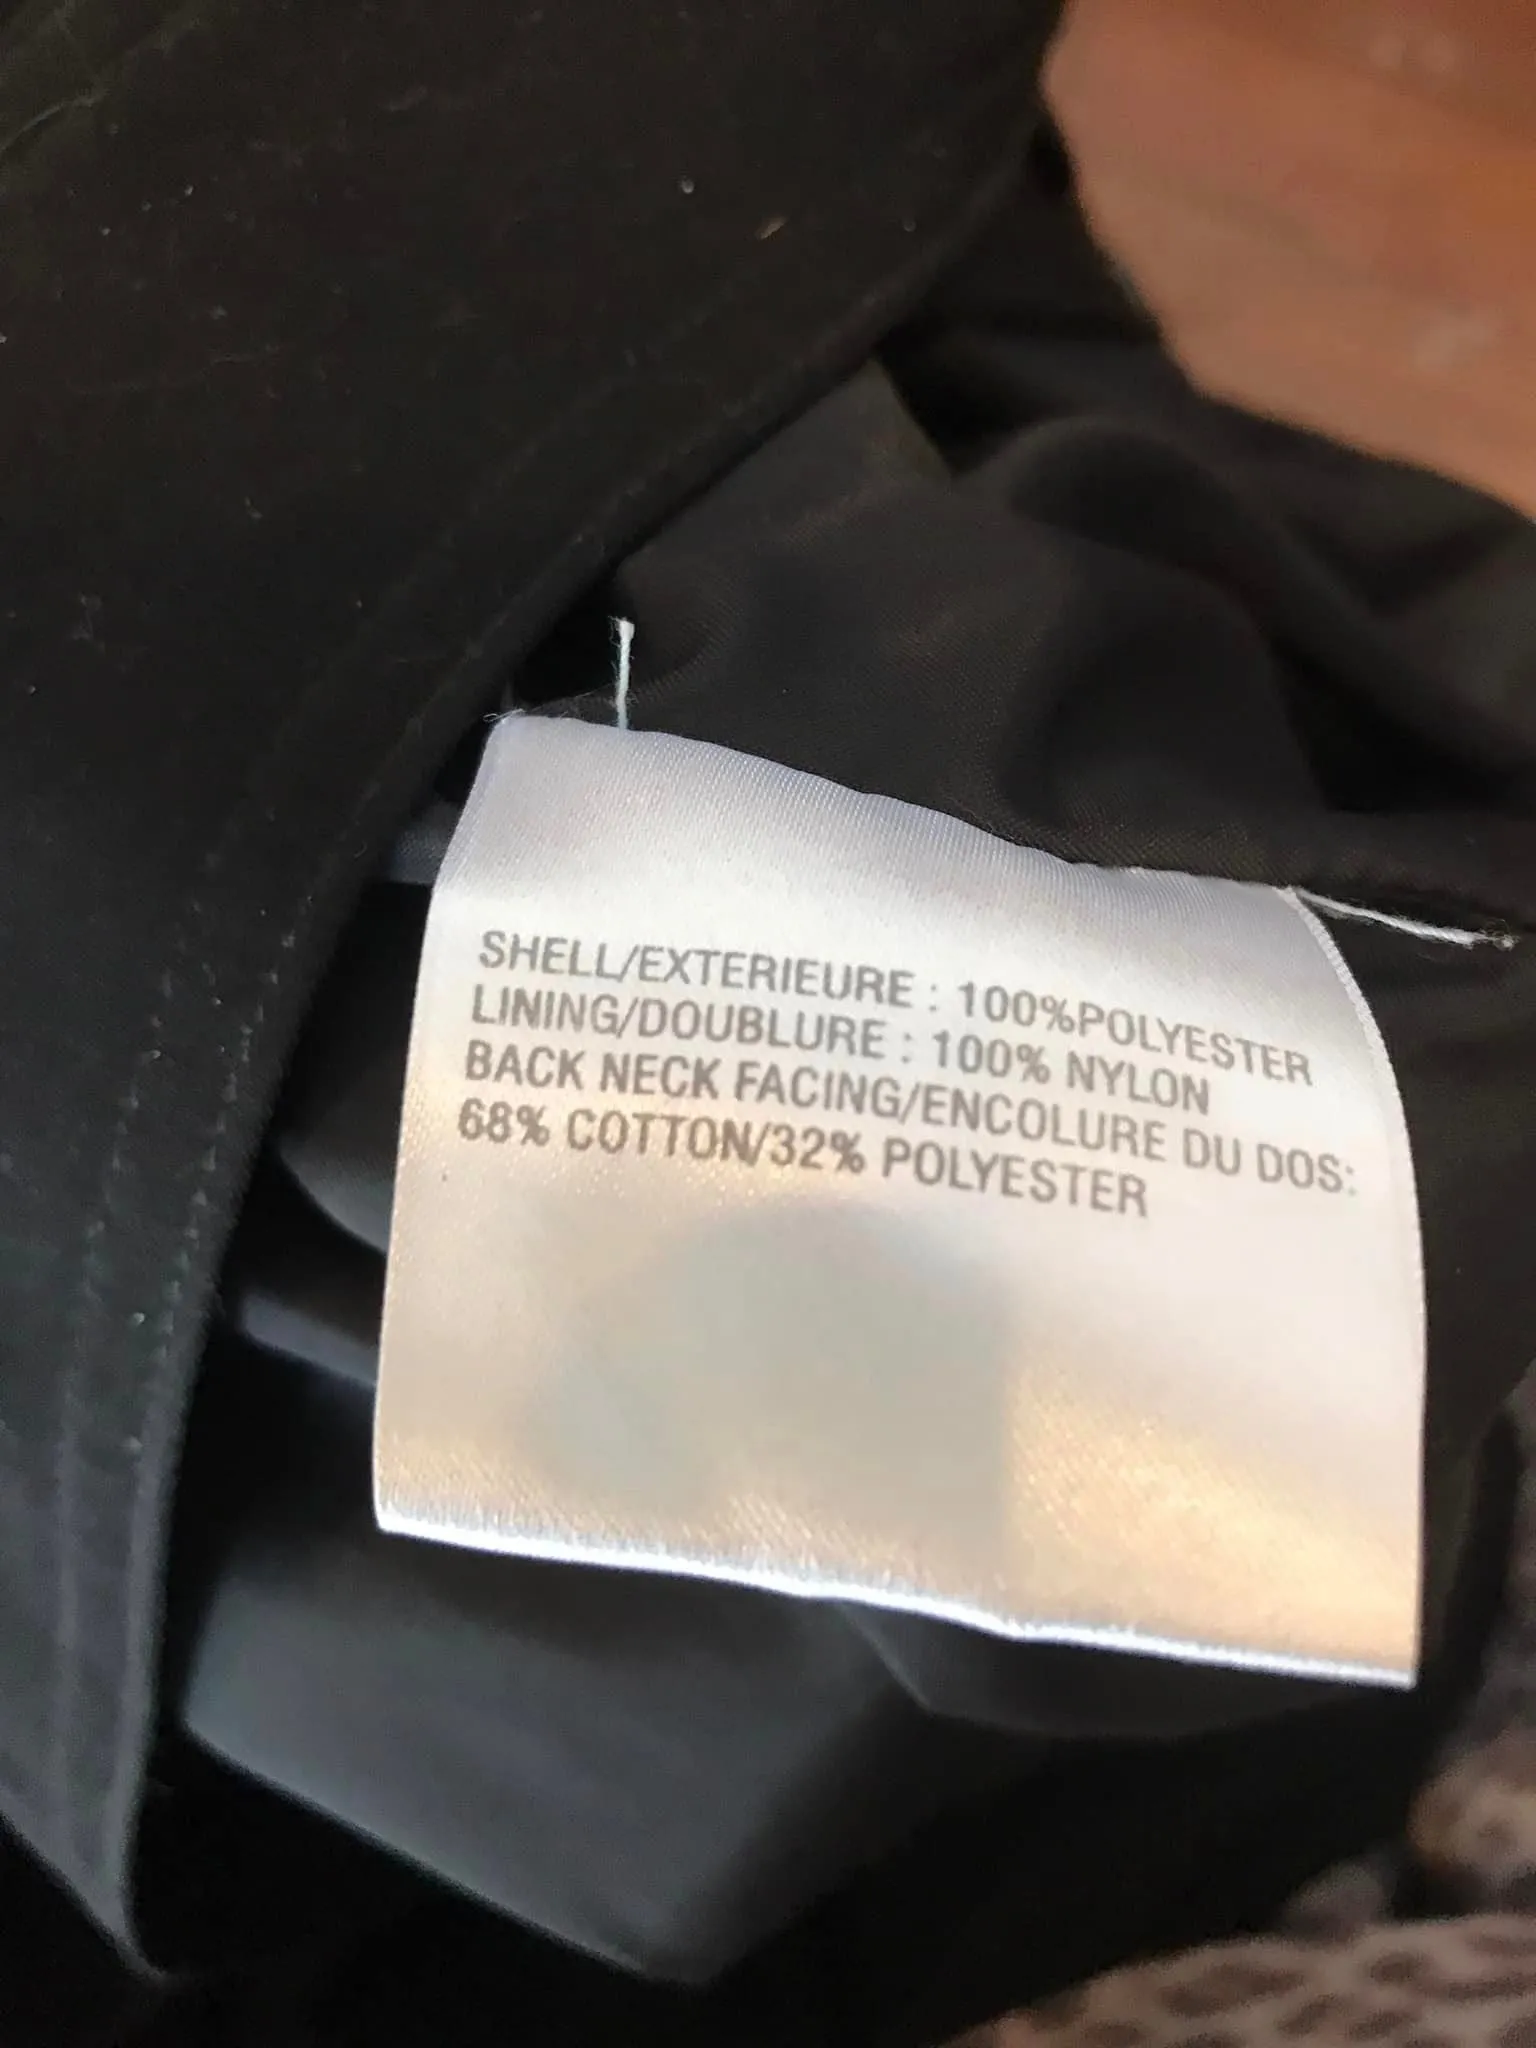 SHELL/EXTERIEURE : 100%POLYESTER
LINING/DOUBLURE : 100% NYLON
BACK NECK FACING/ENCOLURE DU DOS:
68% COTTON/32% POLYESTER